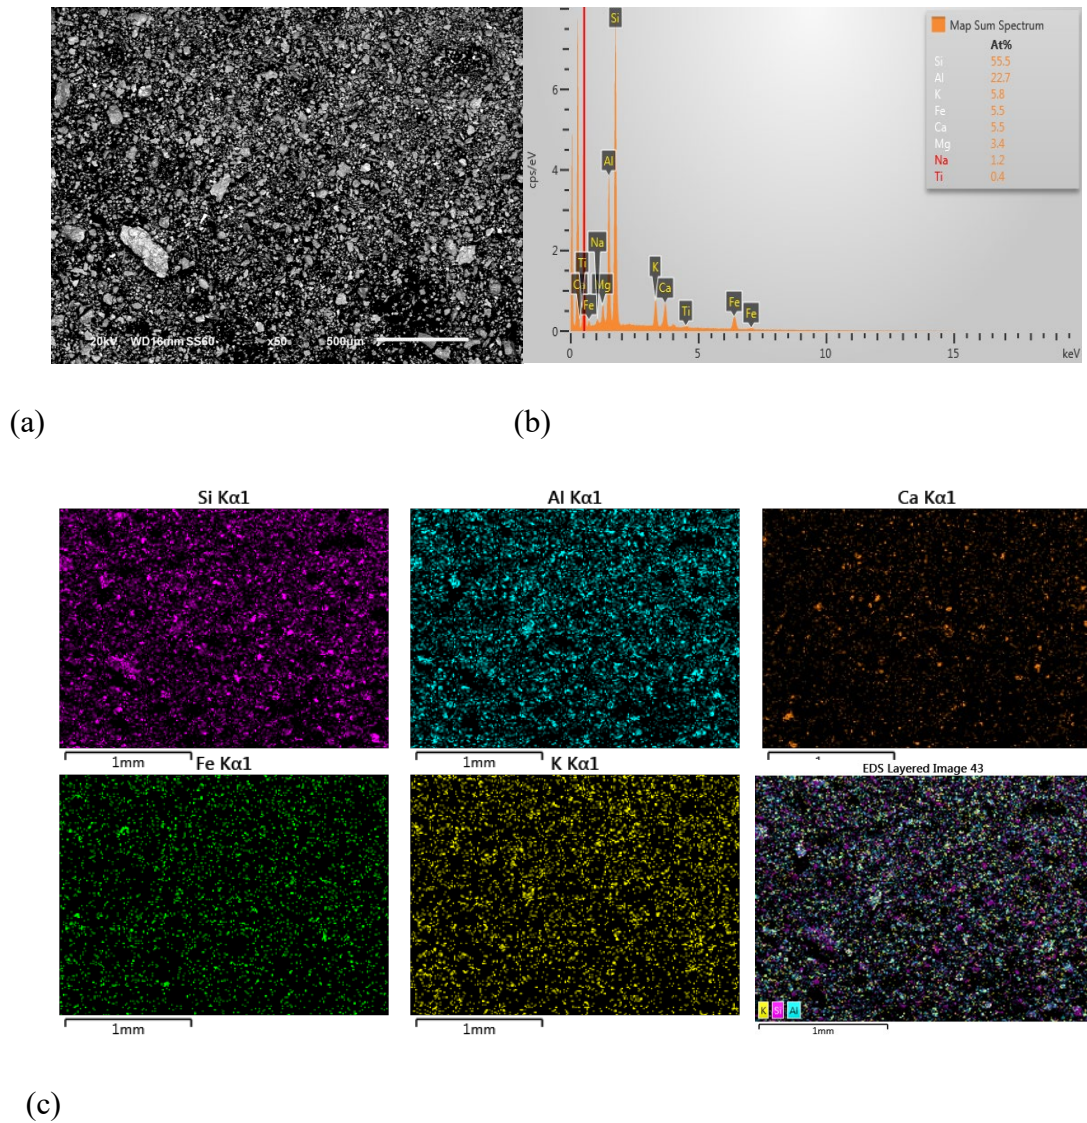 20kV WD16mm SS60 x50 500µm
Map Sum Spectrum
At%
Si 55.5
Al 22.7
K 5.8
Fe 5.5
Ca 5.5
Mg 3.4
Na 1.2
Ti 0.4
cps/eV
6
4
2
0
Si
Al
Na
Ti
Ca
Mg
Fe
K
Ca
Ti
Fe
Fe
0 5 10 15 keV
(a) (b)
Si Kα1 Al Kα1 Ca Kα1
1mm 1mm
Fe Kα1 K Kα1 EDS Layered Image 43
K Si Al
1mm 1mm 1mm
(c)